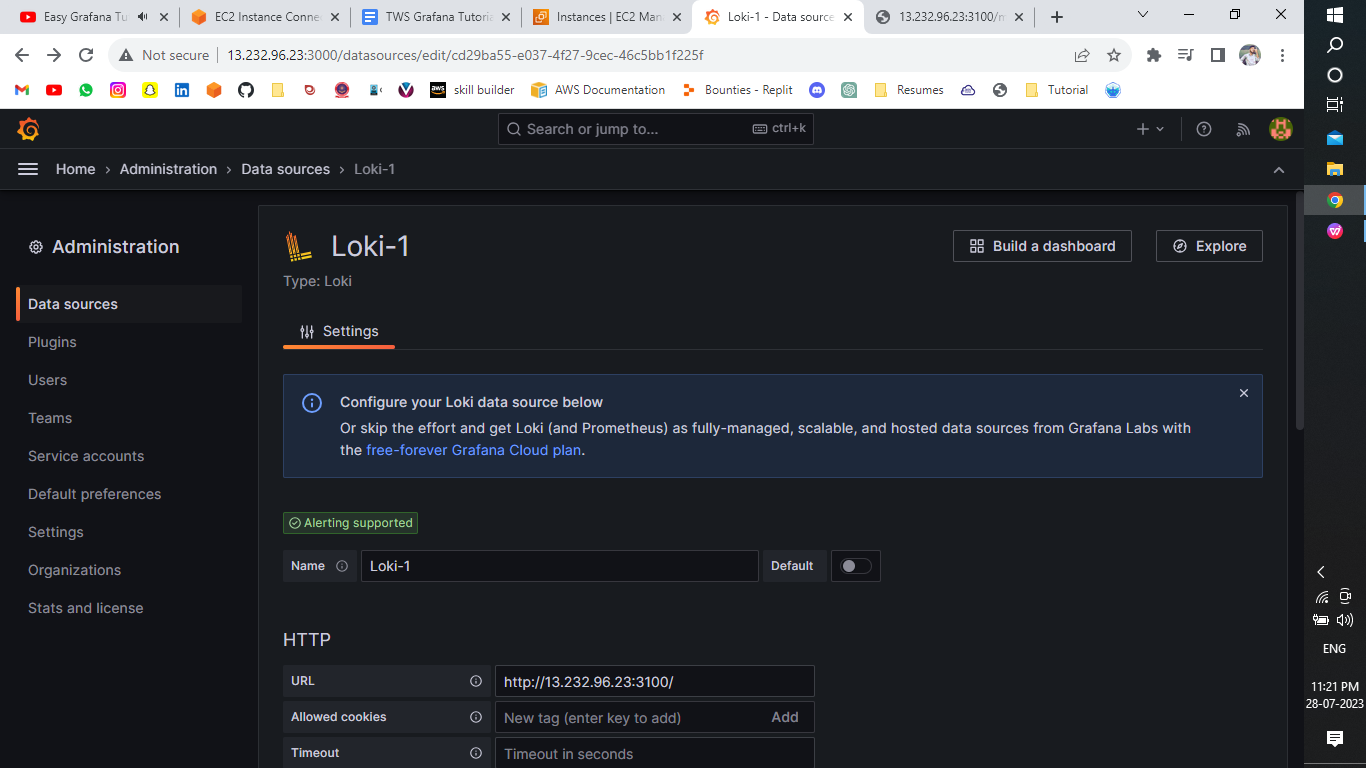 Easy Grafana Tu
EC2 Instance Conne
TWS Grafana Tutoria
Instances | EC2 Man
Loki-1 - Data source
13.232.96.23:3100/m
Not secure
13.232.96.23:3000/datasources/edit/cd29ba55-e037-4f27-9cec-46c5bb1f225f
aws
skill builder
AWS Documentation
Bounties - Replit
Resumes
Tutorial
Search or jump to...
ctrl+k
Home › Administration › Data sources › Loki-1
Administration
Data sources
Plugins
Users
Teams
Service accounts
Default preferences
Settings
Organizations
Stats and license
Loki-1
Type: Loki
Build a dashboard
Explore
Settings
Configure your Loki data source below
Or skip the effort and get Loki (and Prometheus) as fully-managed, scalable, and hosted data sources from Grafana Labs with
the free-forever Grafana Cloud plan.
Alerting supported
Name
Loki-1
Default
HTTP
URL
http://13.232.96.23:3100/
Allowed cookies
New tag (enter key to add)
Add
Timeout
Timeout in seconds
ENG
11:21 PM
28-07-2023